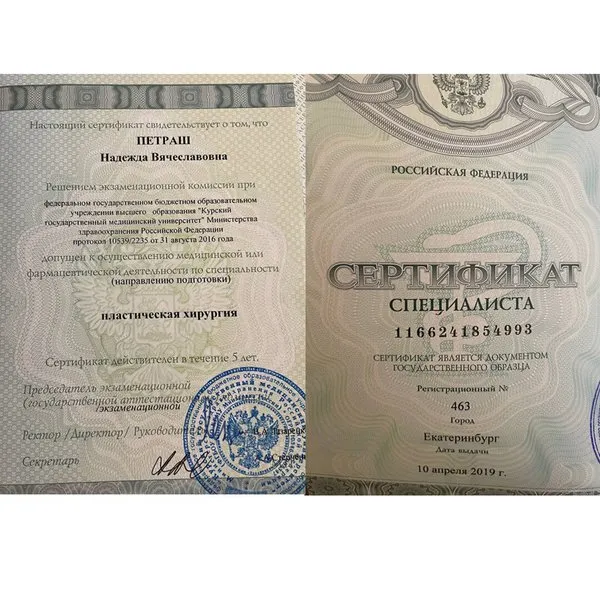 Настоящий сертификат свидетельствует о том, что
ПЕТРАШ
Надежда Вячеславовна
Решением экзаменационной комиссии при
федеральном государственном бюджетном образовательном
учреждении высшего образования "Курский
государственный медицинский университет" Министерства
здравоохранения Российской Федерации
протокол 10539/2235 от 31 августа 2016 года
допущен к осуществлению медицинской или
фармацевтической деятельности по специальности
(направлению подготовки)
пластическая хирургия
Сертификат действителен в течение 5 лет.
Председатель экзаменационной
(государственной аттестационной
/экзаменационной
Ректор /Директор/ Руководитель
Секретарь
РОССИЙСКАЯ ФЕДЕРАЦИЯ
СЕРТИФИКАТ
СПЕЦИАЛИСТА
1166241854993
СЕРТИФИКАТ ЯВЛЯЕТСЯ ДОКУМЕНТОМ
ГОСУДАРСТВЕННОГО ОБРАЗЦА
Регистрационный №
463
Город
Екатеринбург
Дата выдачи
10 апреля 2019 г.